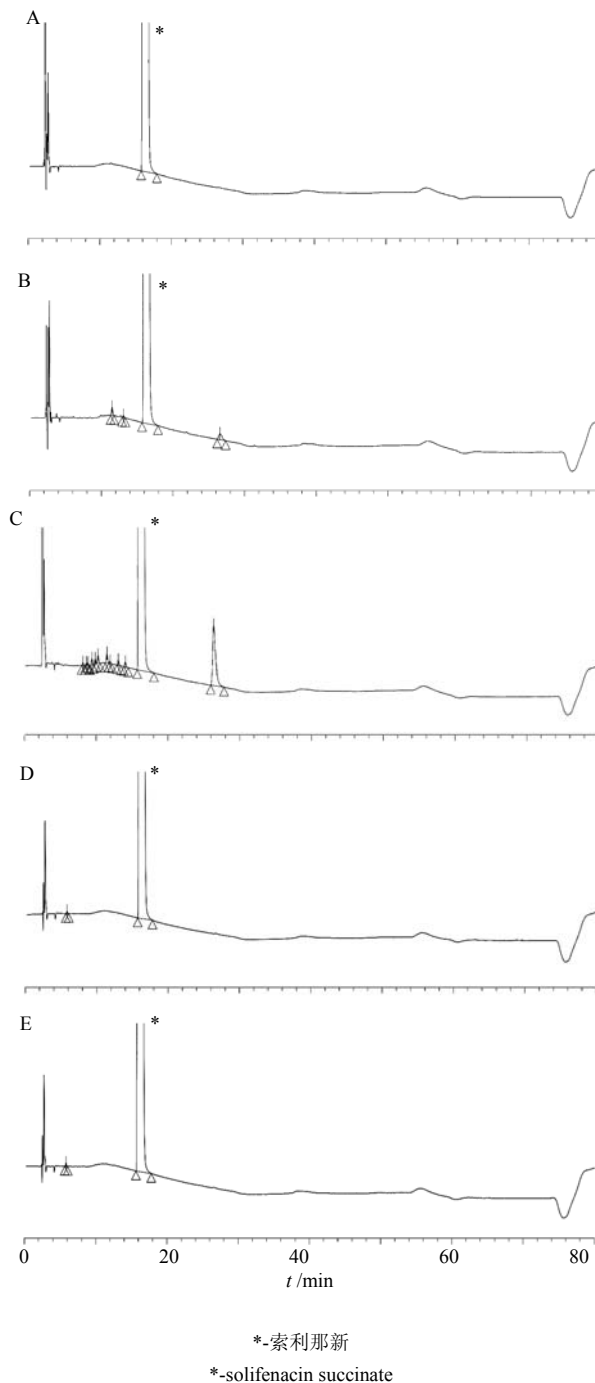 A
*
B
*
C
*
D
*
E
*
0 20 40 60 80
t /min
*-索利那新
*-solifenacin succinate